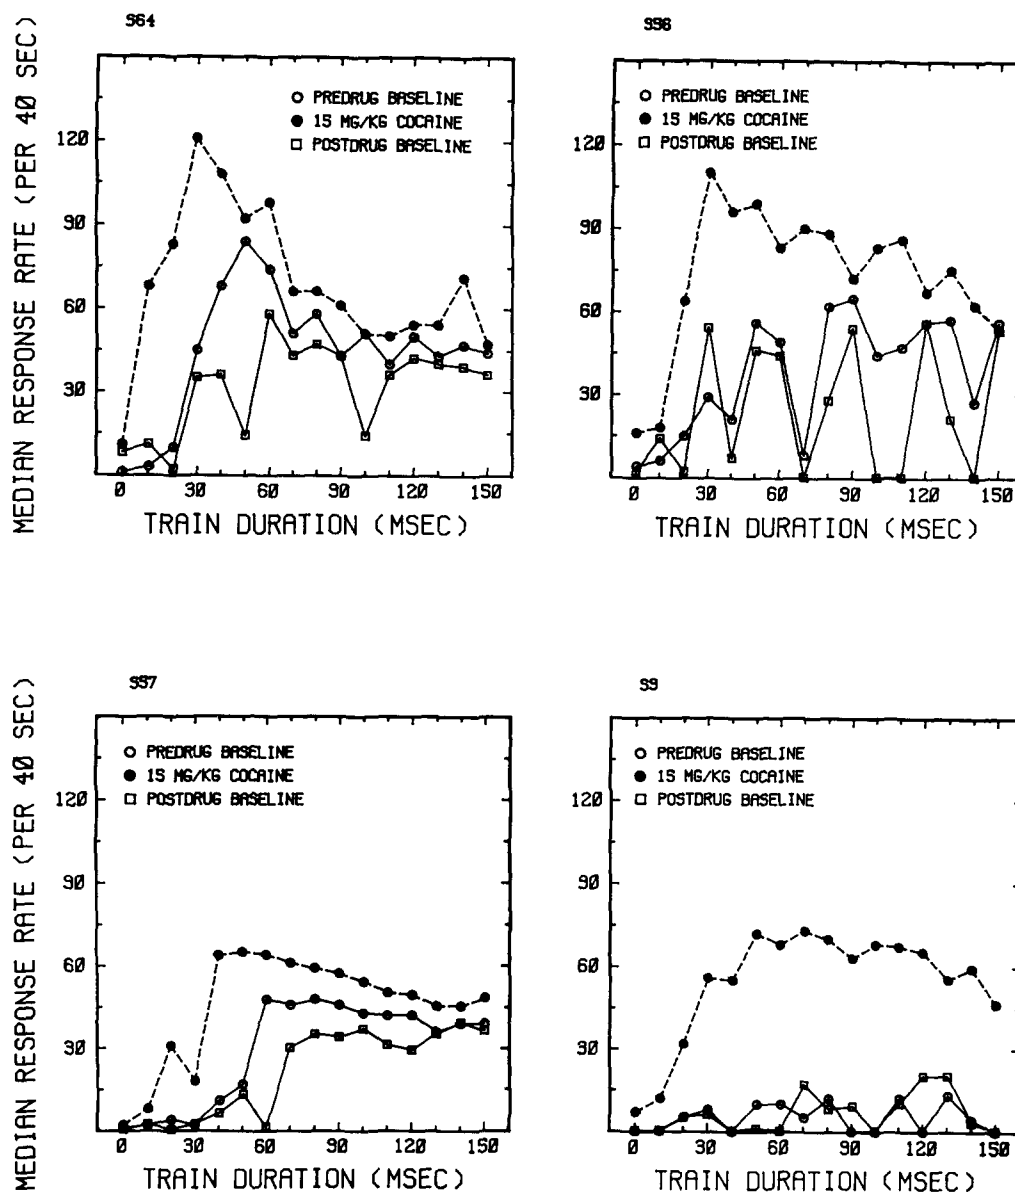 S64
MEDIAN RESPONSE RATE (PER 40 SEC)
120
90
60
30
○ PREDRUG BASELINE
● 15 MG/KG COCAINE
□ POSTDRUG BASELINE
0 30 60 90 120 150
TRAIN DURATION (MSEC)
S96
120
90
60
30
○ PREDRUG BASELINE
● 15 MG/KG COCAINE
□ POSTDRUG BASELINE
0 30 60 90 120 150
TRAIN DURATION (MSEC)
S97
MEDIAN RESPONSE RATE (PER 40 SEC)
120
90
60
30
○ PREDRUG BASELINE
● 15 MG/KG COCAINE
□ POSTDRUG BASELINE
0 30 60 90 120 150
TRAIN DURATION (MSEC)
S9
120
90
60
30
○ PREDRUG BASELINE
● 15 MG/KG COCAINE
□ POSTDRUG BASELINE
0 30 60 90 120 150
TRAIN DURATION (MSEC)